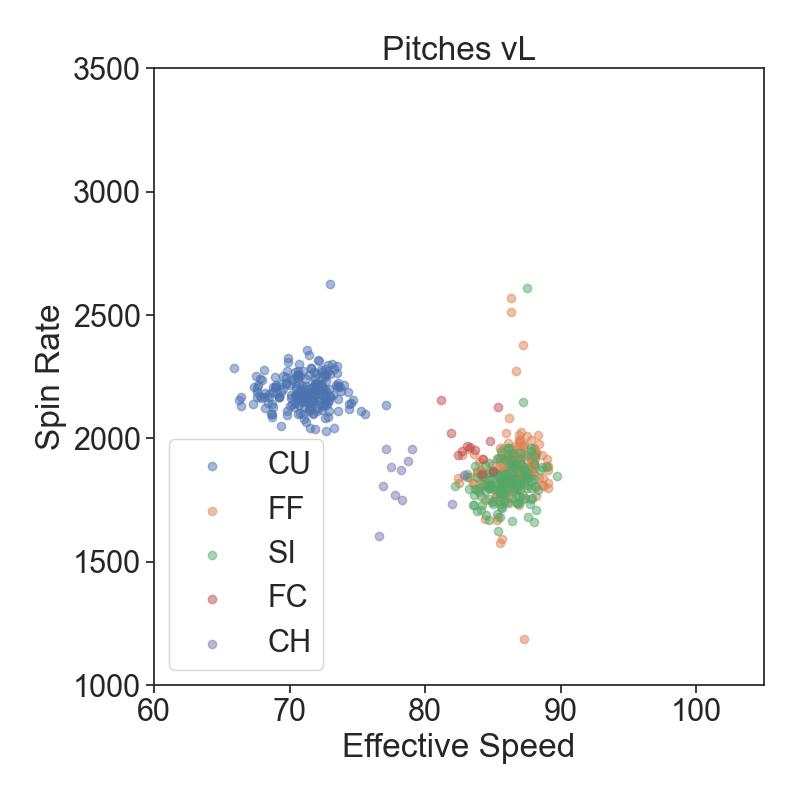 Pitches vL
3500
3000
2500
2000
1500
1000
Spin Rate
CU
FF
SI
FC
CH
60 70 80 90 100
Effective Speed